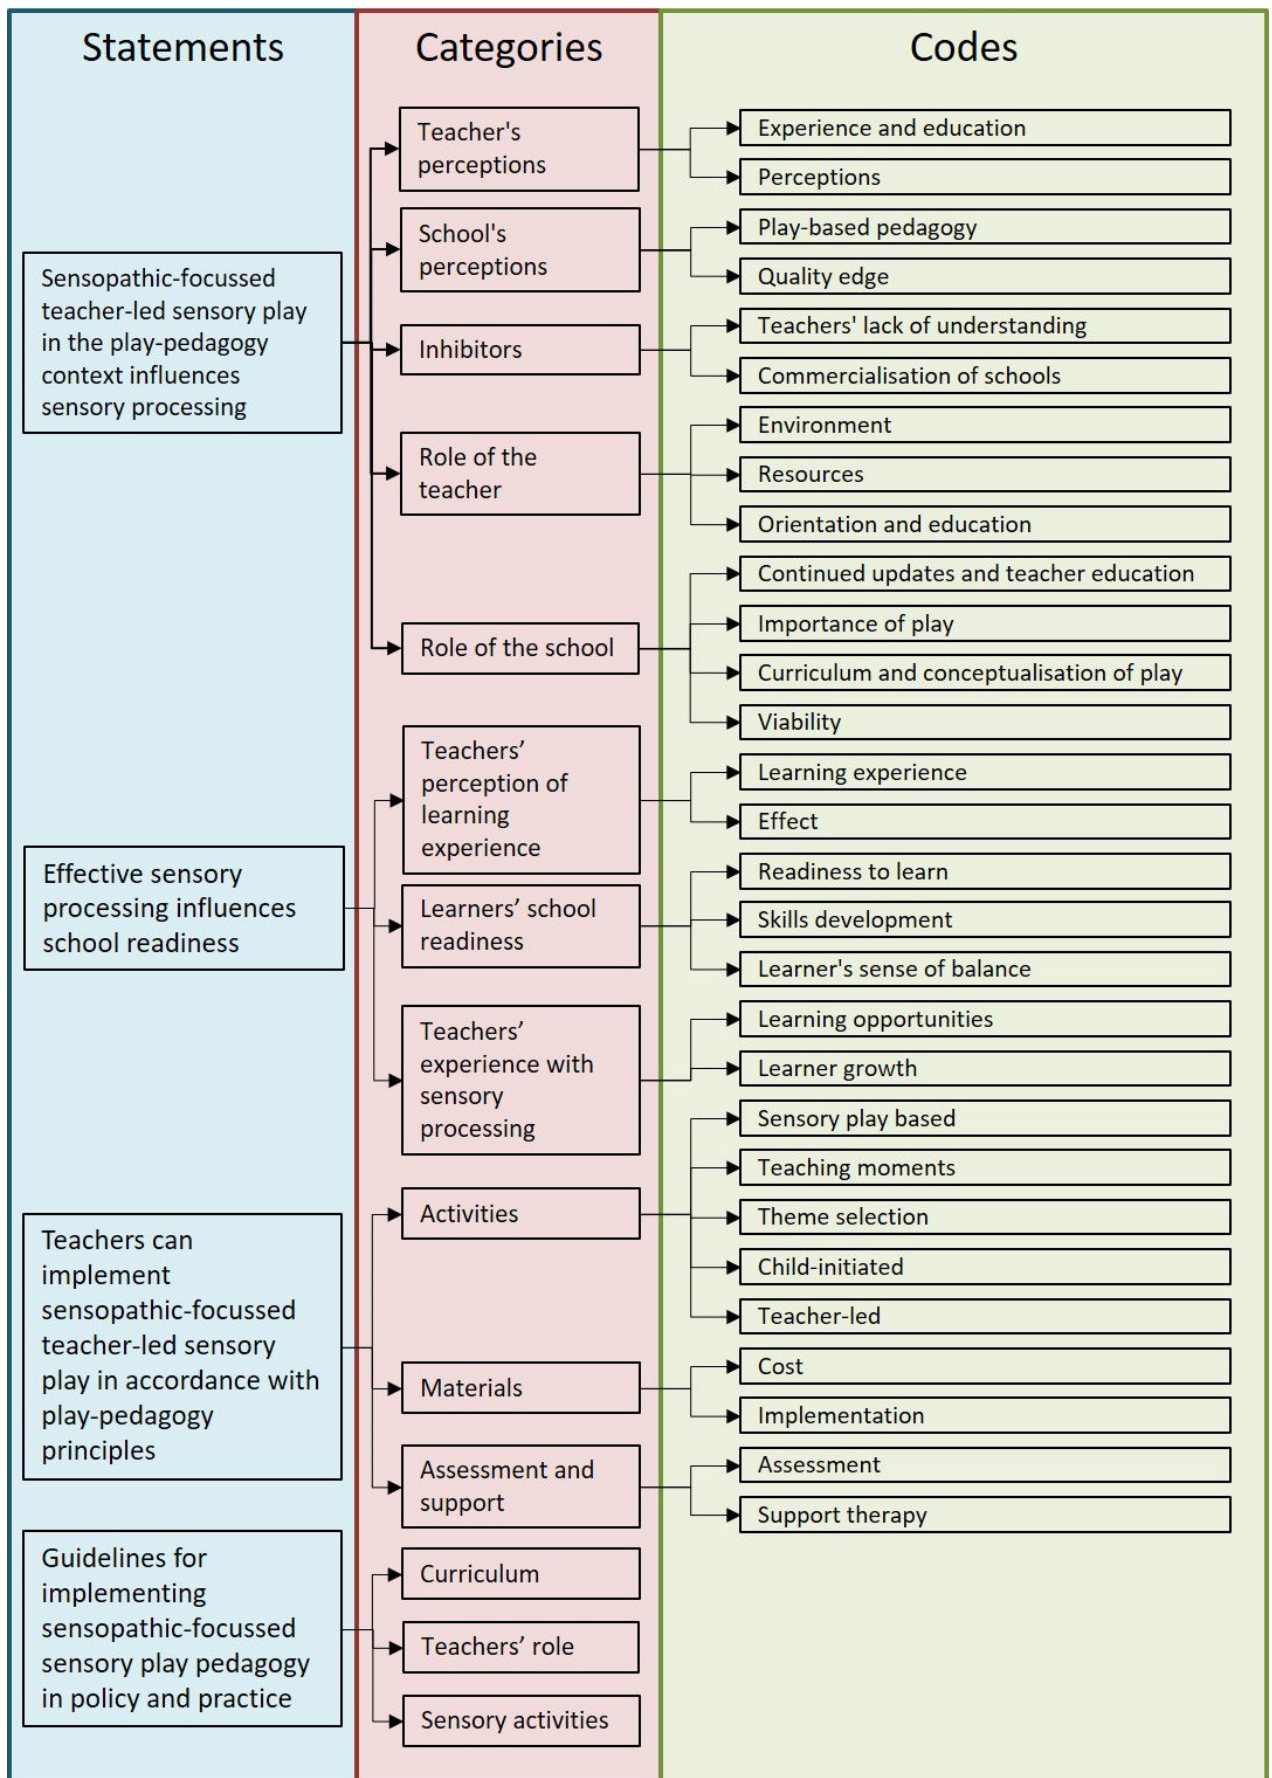 Statements
Categories
Codes
Sensopathic-focussed
teacher-led sensory play
in the play-pedagogy
context influences
sensory processing
Teacher's
perceptions
Experience and education
Perceptions
School's
perceptions
Play-based pedagogy
Quality edge
Inhibitors
Teachers' lack of understanding
Commercialisation of schools
Role of the
teacher
Environment
Resources
Orientation and education
Role of the school
Continued updates and teacher education
Importance of play
Curriculum and conceptualisation of play
Viability
Effective sensory
processing influences
school readiness
Teachers’
perception of
learning
experience
Learning experience
Effect
Learners’ school
readiness
Readiness to learn
Skills development
Learner's sense of balance
Teachers’
experience with
sensory
processing
Learning opportunities
Learner growth
Teachers can
implement
sensopathic-focussed
teacher-led sensory
play in accordance with
play-pedagogy
principles
Activities
Sensory play based
Teaching moments
Theme selection
Child-initiated
Teacher-led
Materials
Cost
Implementation
Assessment and
support
Assessment
Support therapy
Guidelines for
implementing
sensopathic-focussed
sensory play pedagogy
in policy and practice
Curriculum
Teachers’ role
Sensory activities